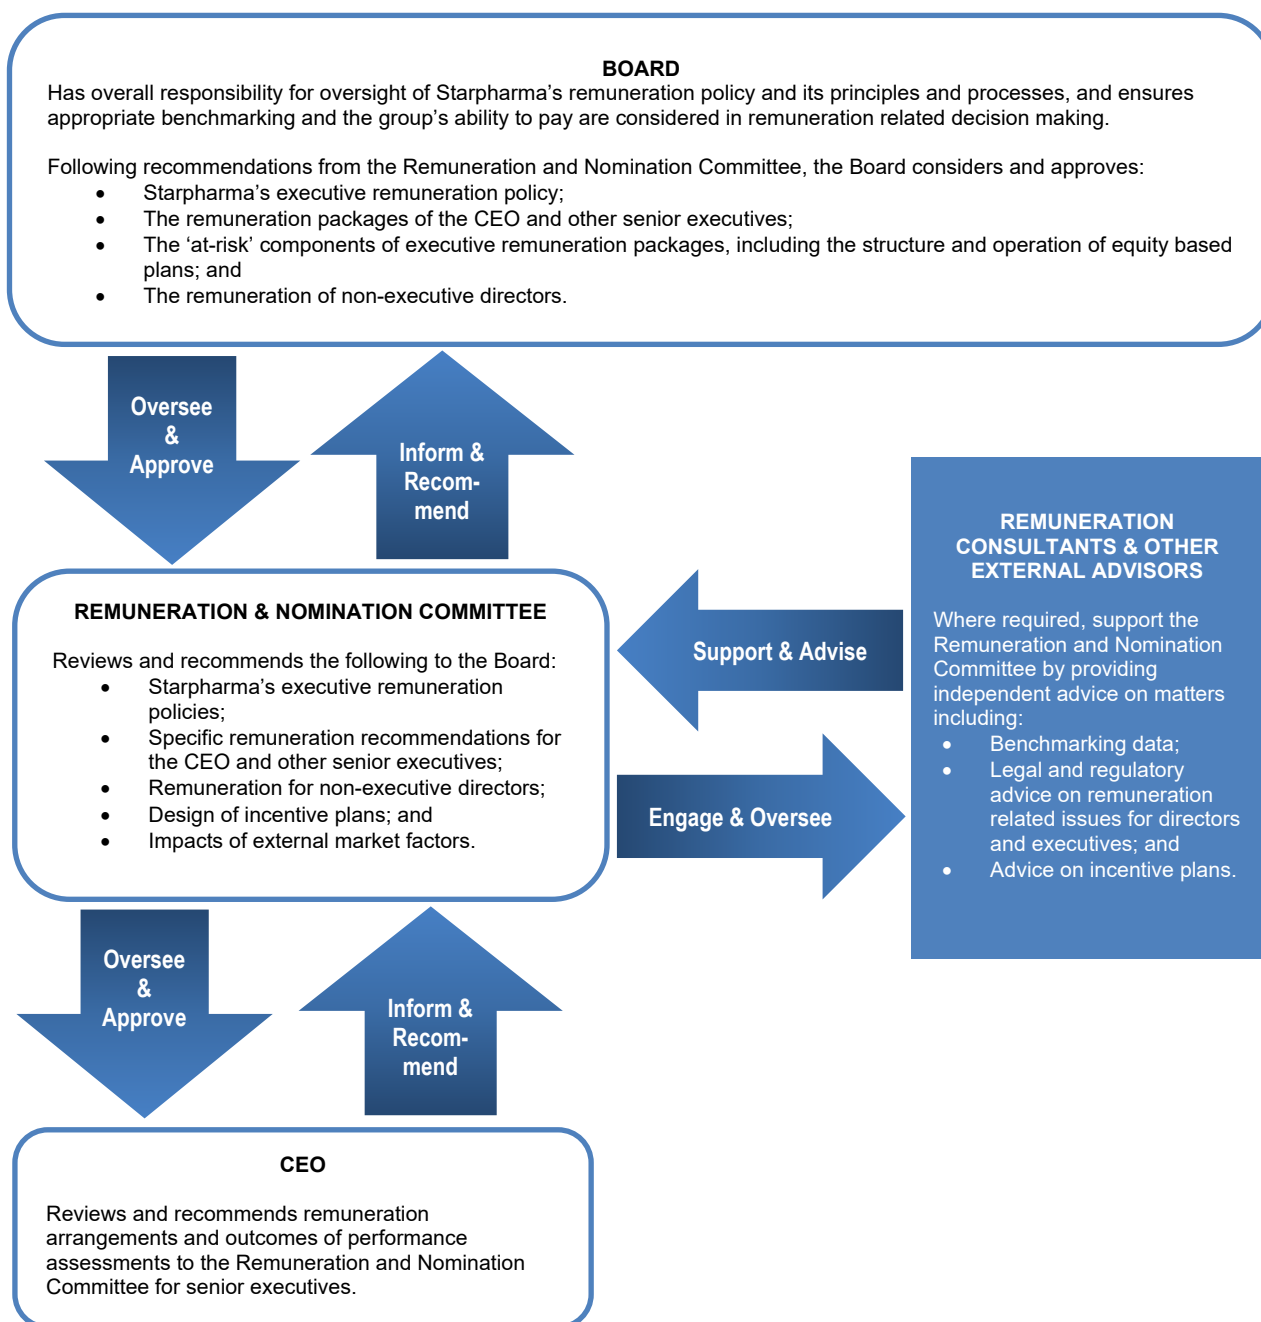 BOARD
Has overall responsibility for oversight of Starpharma’s remuneration policy and its principles and processes, and ensures
appropriate benchmarking and the group’s ability to pay are considered in remuneration related decision making.
Following recommendations from the Remuneration and Nomination Committee, the Board considers and approves:
• Starpharma’s executive remuneration policy;
• The remuneration packages of the CEO and other senior executives;
• The ‘at-risk’ components of executive remuneration packages, including the structure and operation of equity based
plans; and
• The remuneration of non-executive directors.
Oversee
&
Approve
Inform &
Recom-
mend
REMUNERATION & NOMINATION COMMITTEE
Reviews and recommends the following to the Board:
• Starpharma’s executive remuneration
policies;
• Specific remuneration recommendations for
the CEO and other senior executives;
• Remuneration for non-executive directors;
• Design of incentive plans; and
• Impacts of external market factors.
Support & Advise
Engage & Oversee
REMUNERATION
CONSULTANTS & OTHER
EXTERNAL ADVISORS
Where required, support the
Remuneration and Nomination
Committee by providing
independent advice on matters
including:
• Benchmarking data;
• Legal and regulatory
advice on remuneration
related issues for directors
and executives; and
• Advice on incentive plans.
Oversee
&
Approve
Inform &
Recom-
mend
CEO
Reviews and recommends remuneration
arrangements and outcomes of performance
assessments to the Remuneration and Nomination
Committee for senior executives.